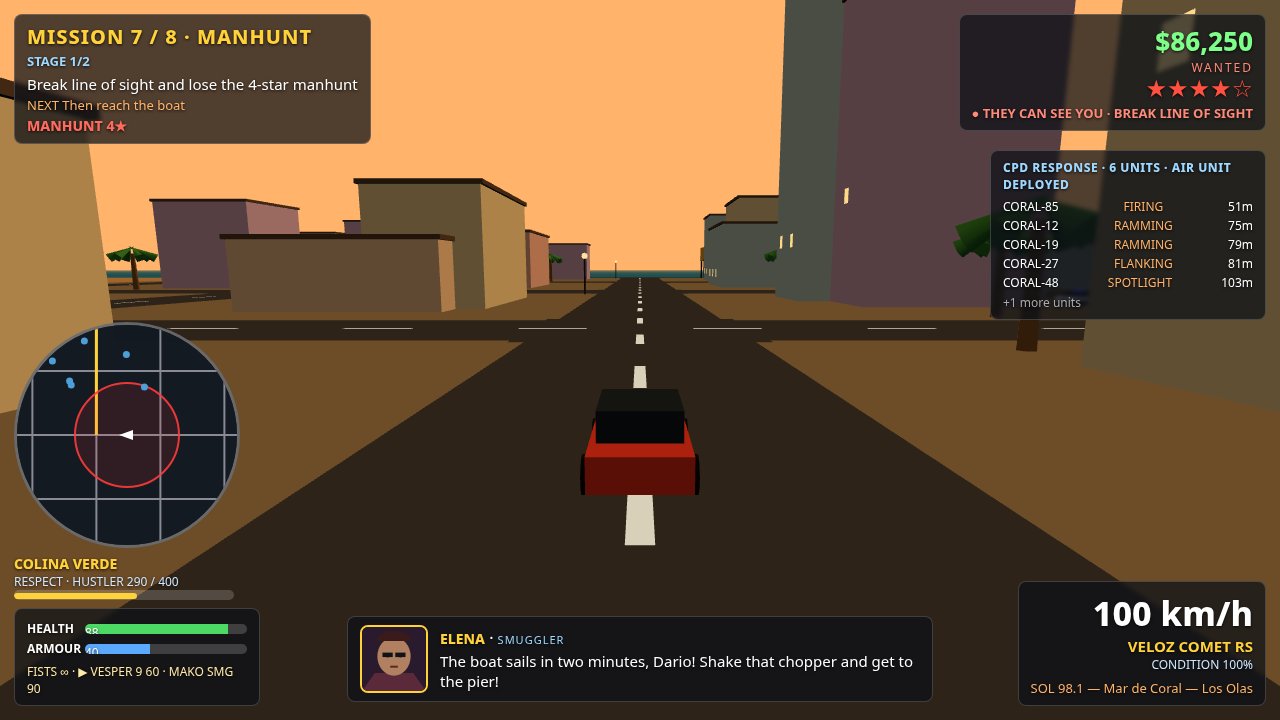 MISSION 7 / 8 · MANHUNT
STAGE 1/2
Break line of sight and lose the 4-star manhunt
NEXT Then reach the boat
MANHUNT 4★
$86,250
WANTED
★★★★☆
● THEY CAN SEE YOU · BREAK LINE OF SIGHT
CPD RESPONSE · 6 UNITS · AIR UNIT
DEPLOYED
CORAL-85 FIRING 51m
CORAL-12 RAMMING 75m
CORAL-19 RAMMING 79m
CORAL-27 FLANKING 81m
CORAL-48 SPOTLIGHT 103m
+1 more units
COLINA VERDE
RESPECT · HUSTLER 290 / 400
HEALTH 88
ARMOUR 40
FISTS ∞ · ▶ VESPER 9 60 · MAKO SMG
90
ELENA · SMUGGLER
The boat sails in two minutes, Dario! Shake that chopper and get to
the pier!
100 km/h
VELOZ COMET RS
CONDITION 100%
SOL 98.1 — Mar de Coral — Los Olas